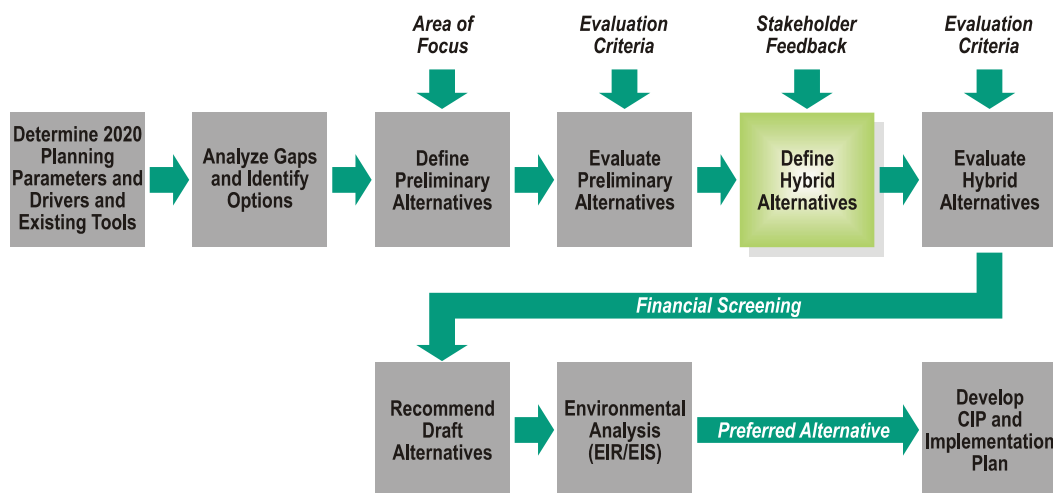 Area of
Focus
Evaluation
Criteria
Stakeholder
Feedback
Evaluation
Criteria
Determine 2020
Planning
Parameters and
Drivers and
Existing Tools
Analyze Gaps
and Identify
Options
Define
Preliminary
Alternatives
Evaluate
Preliminary
Alternatives
Define
Hybrid
Alternatives
Evaluate
Hybrid
Alternatives
Financial Screening
Recommend
Draft
Alternatives
Environmental
Analysis
(EIR/EIS)
Preferred Alternative
Develop
CIP and
Implementation
Plan